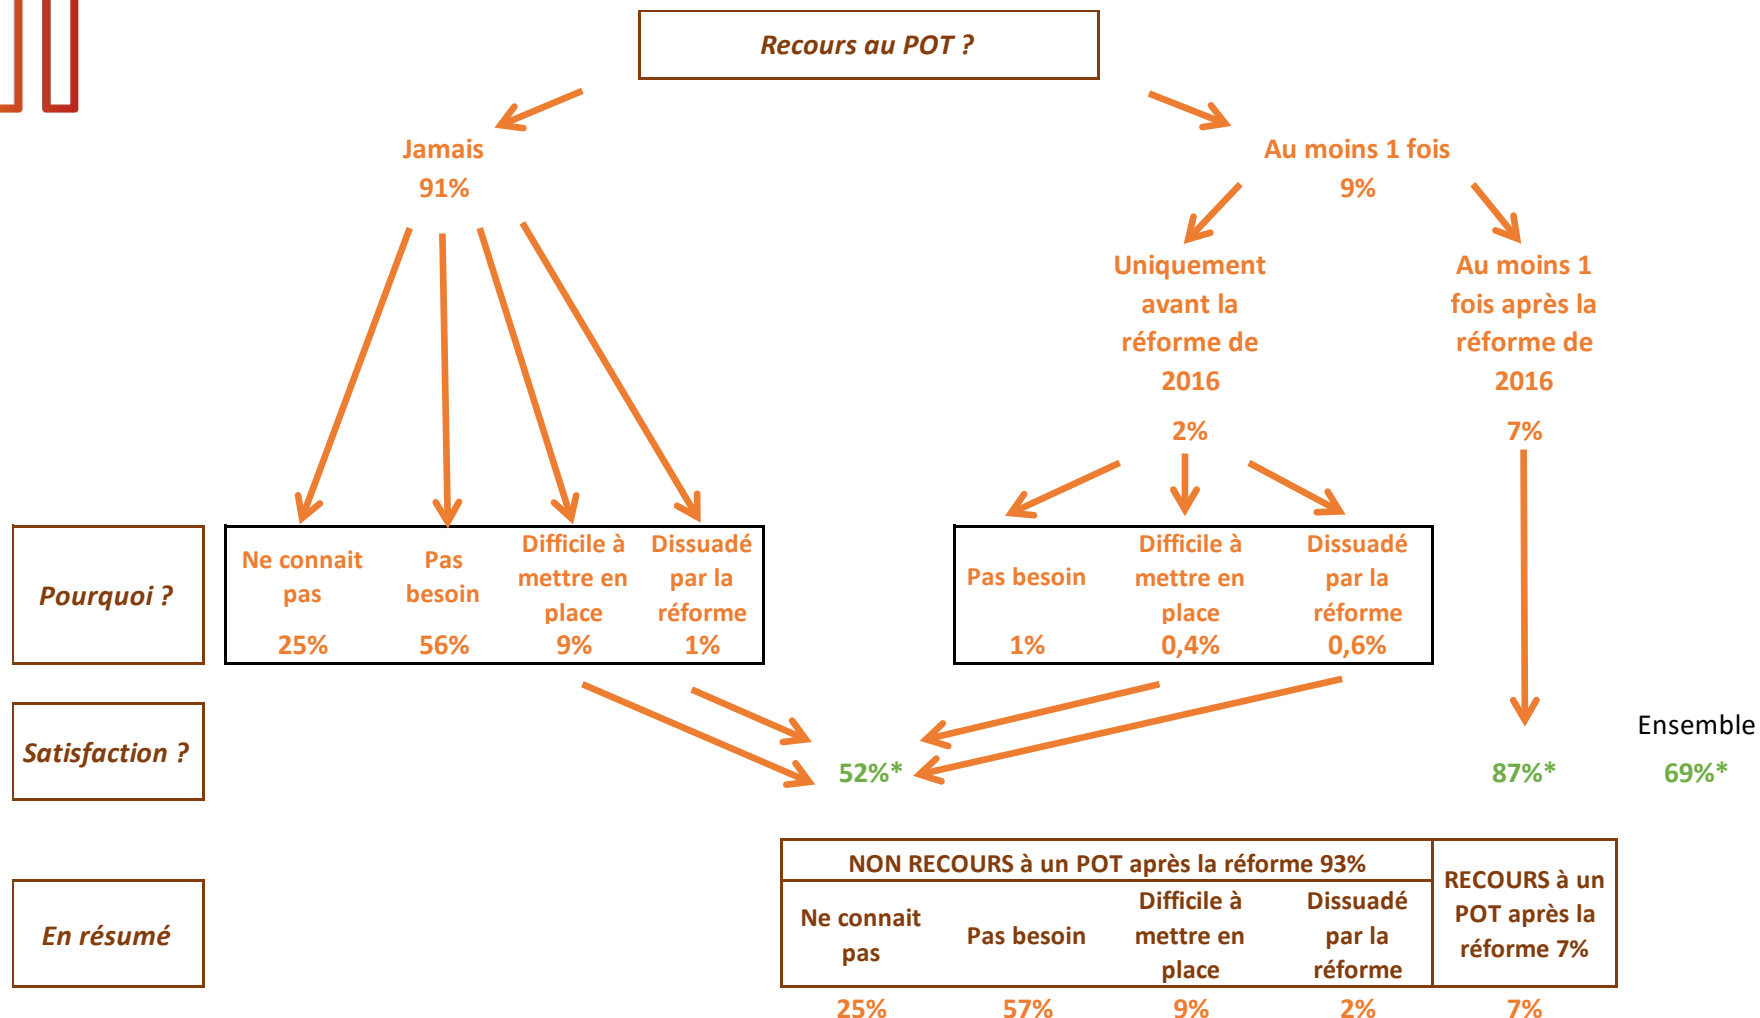 Recours au POT ?
Jamais
91%
Au moins 1 fois
9%
Uniquement
avant la
réforme de
2016
2%
Au moins 1
fois après la
réforme de
2016
7%
Pourquoi ?
Ne connait
pas
25%
Pas
besoin
56%
Difficile à
mettre en
place
9%
Dissuadé
par la
réforme
1%
Pas besoin
1%
Difficile à
mettre en
place
0,4%
Dissuadé
par la
réforme
0,6%
Satisfaction ?
52%*
87%*
Ensemble
69%*
En résumé
NON RECOURS à un POT après la réforme 93%
Ne connait
pas
Pas besoin
Difficile à
mettre en
place
Dissuadé
par la
réforme
RECOURS à un
POT après la
réforme 7%
25%
57%
9%
2%
7%